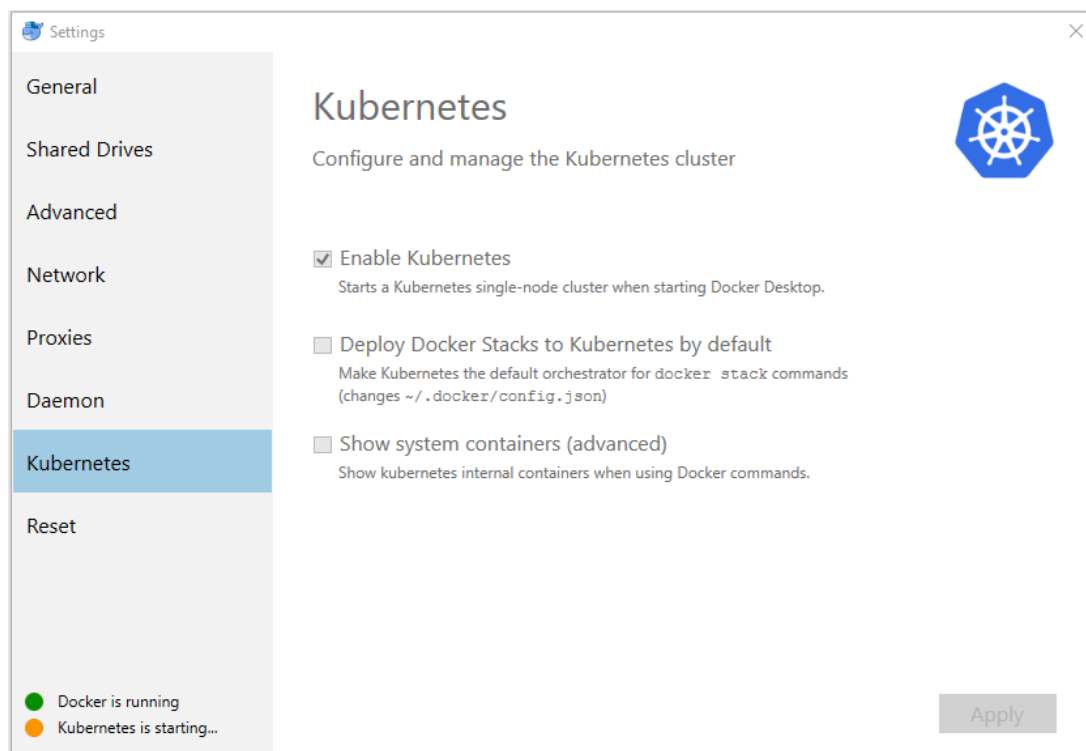 Settings
General
Shared Drives
Advanced
Network
Proxies
Daemon
Kubernetes
Reset
Docker is running
Kubernetes is starting...
Kubernetes
Configure and manage the Kubernetes cluster
Enable Kubernetes
Starts a Kubernetes single-node cluster when starting Docker Desktop.
Deploy Docker Stacks to Kubernetes by default
Make Kubernetes the default orchestrator for docker stack commands
(changes ~/.docker/config.json)
Show system containers (advanced)
Show kubernetes internal containers when using Docker commands.
Apply